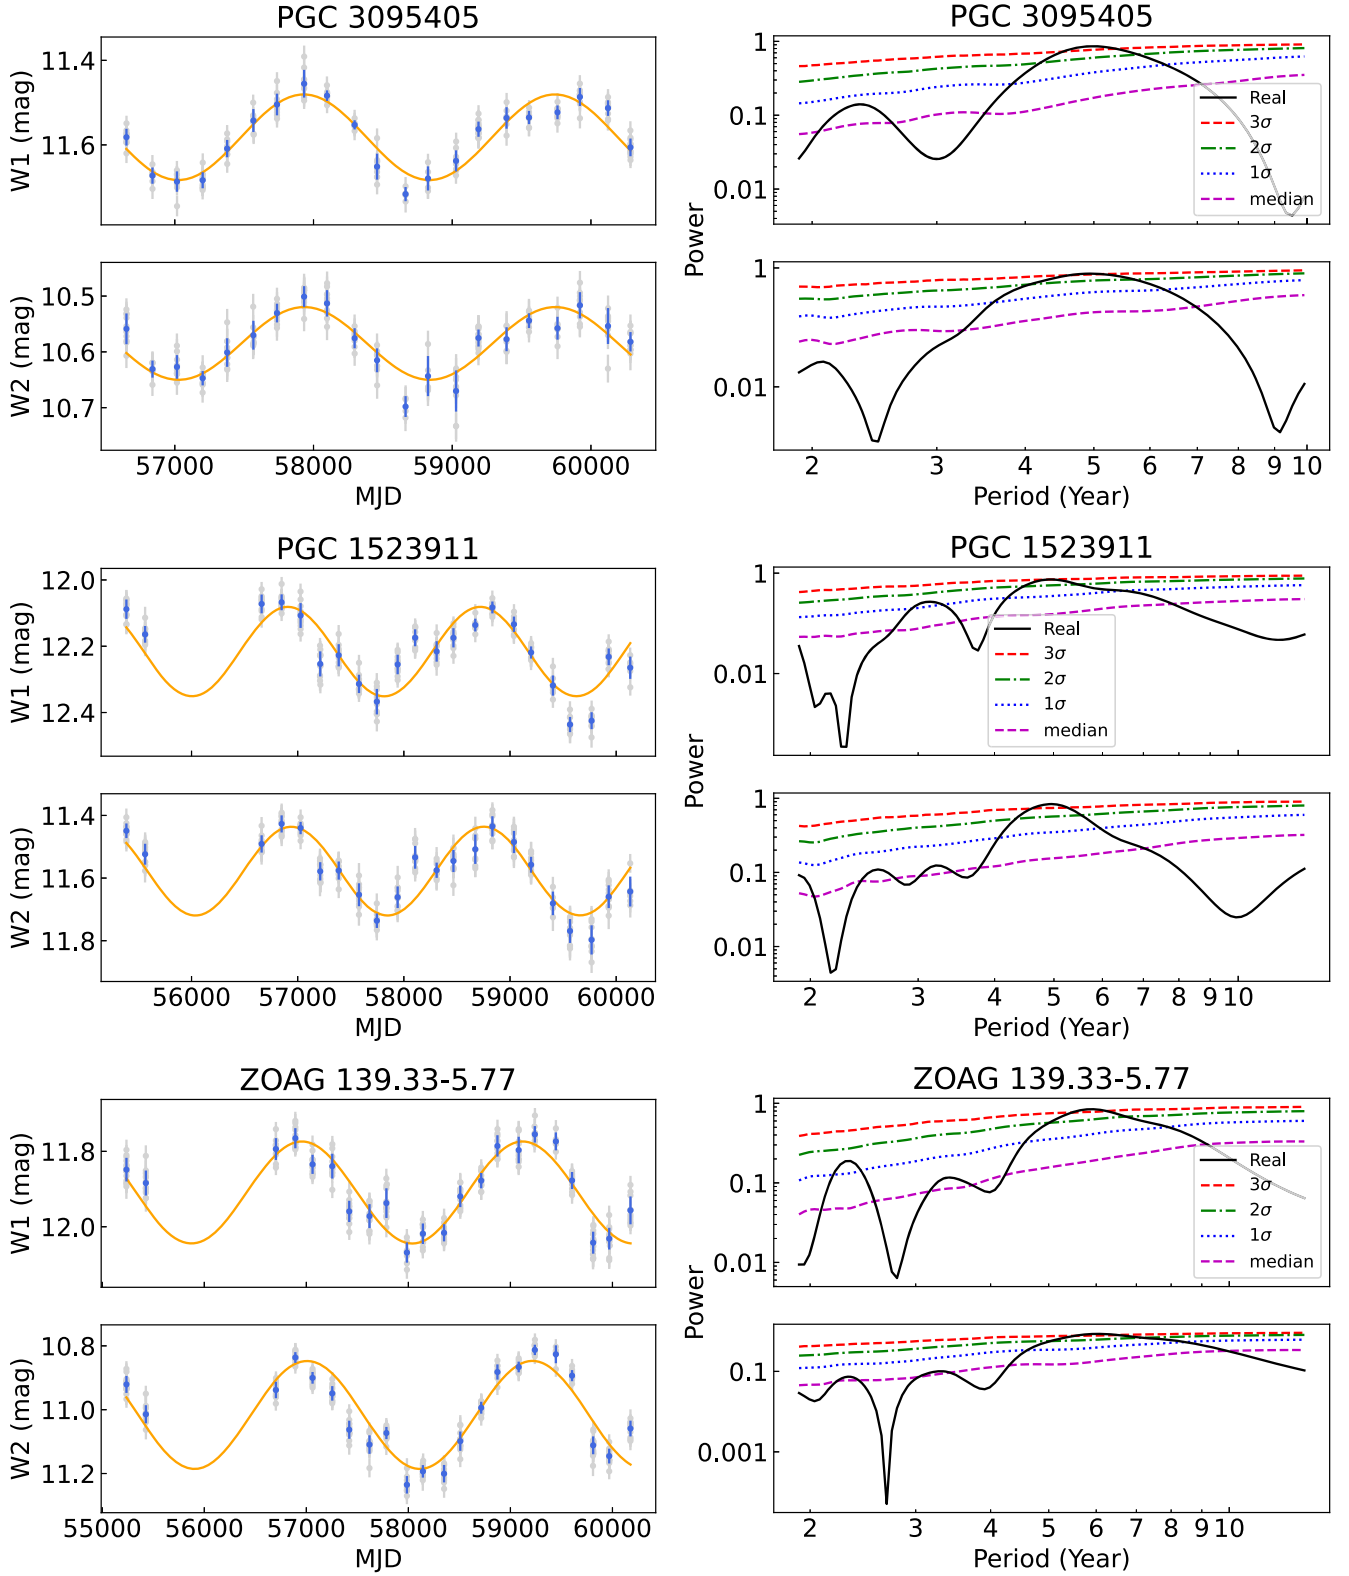 PGC 3095405
11.4
11.6
W1 (mag)
10.5
10.6
10.7
W2 (mag)
57000 58000 59000 60000
MJD
PGC 3095405
1
0.1
0.01
Real
3σ
2σ
1σ
median
Power
1
0.01
2 3 4 5 6 7 8 9 10
Period (Year)
PGC 1523911
12.0
12.2
12.4
W1 (mag)
11.4
11.6
11.8
W2 (mag)
56000 57000 58000 59000 60000
MJD
PGC 1523911
1
0.01
Real
3σ
2σ
1σ
median
Power
1
0.1
0.01
2 3 4 5 6 7 8 9 10
Period (Year)
ZOAG 139.33-5.77
11.8
12.0
W1 (mag)
10.8
11.0
11.2
W2 (mag)
55000 56000 57000 58000 59000 60000
MJD
ZOAG 139.33-5.77
1
0.1
0.01
Real
3σ
2σ
1σ
median
Power
0.1
0.001
2 3 4 5 6 7 8 9 10
Period (Year)